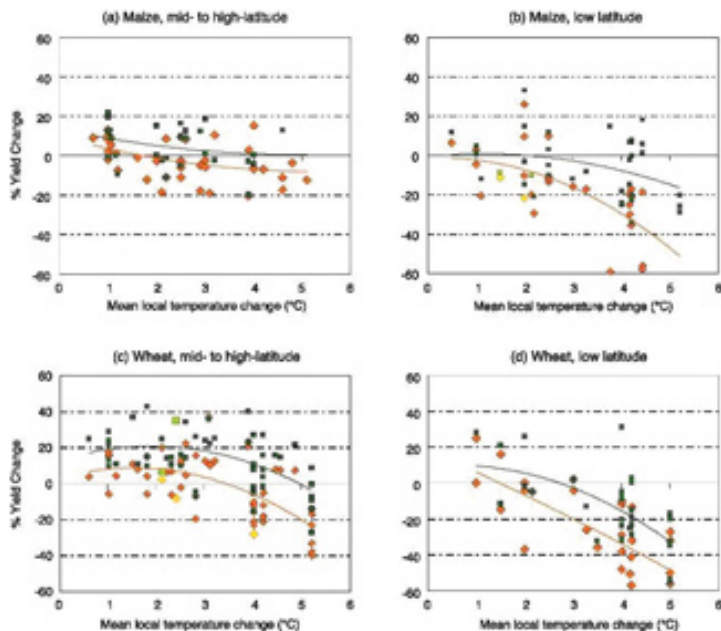 (a) Maize, mid- to high-latitude
% Yield Change
60
40
20
0
-20
-40
-60
0 1 2 3 4 5 6
Mean local temperature change (°C)
(b) Maize, low latitude
60
40
20
0
-20
-40
-60
0 1 2 3 4 5 6
Mean local temperature change (°C)
(c) Wheat, mid- to high-latitude
% Yield Change
60
40
20
0
-20
-40
-60
0 1 2 3 4 5 6
Mean local temperature change (°C)
(d) Wheat, low latitude
60
40
20
0
-20
-40
-60
0 1 2 3 4 5 6
Mean local temperature change (°C)